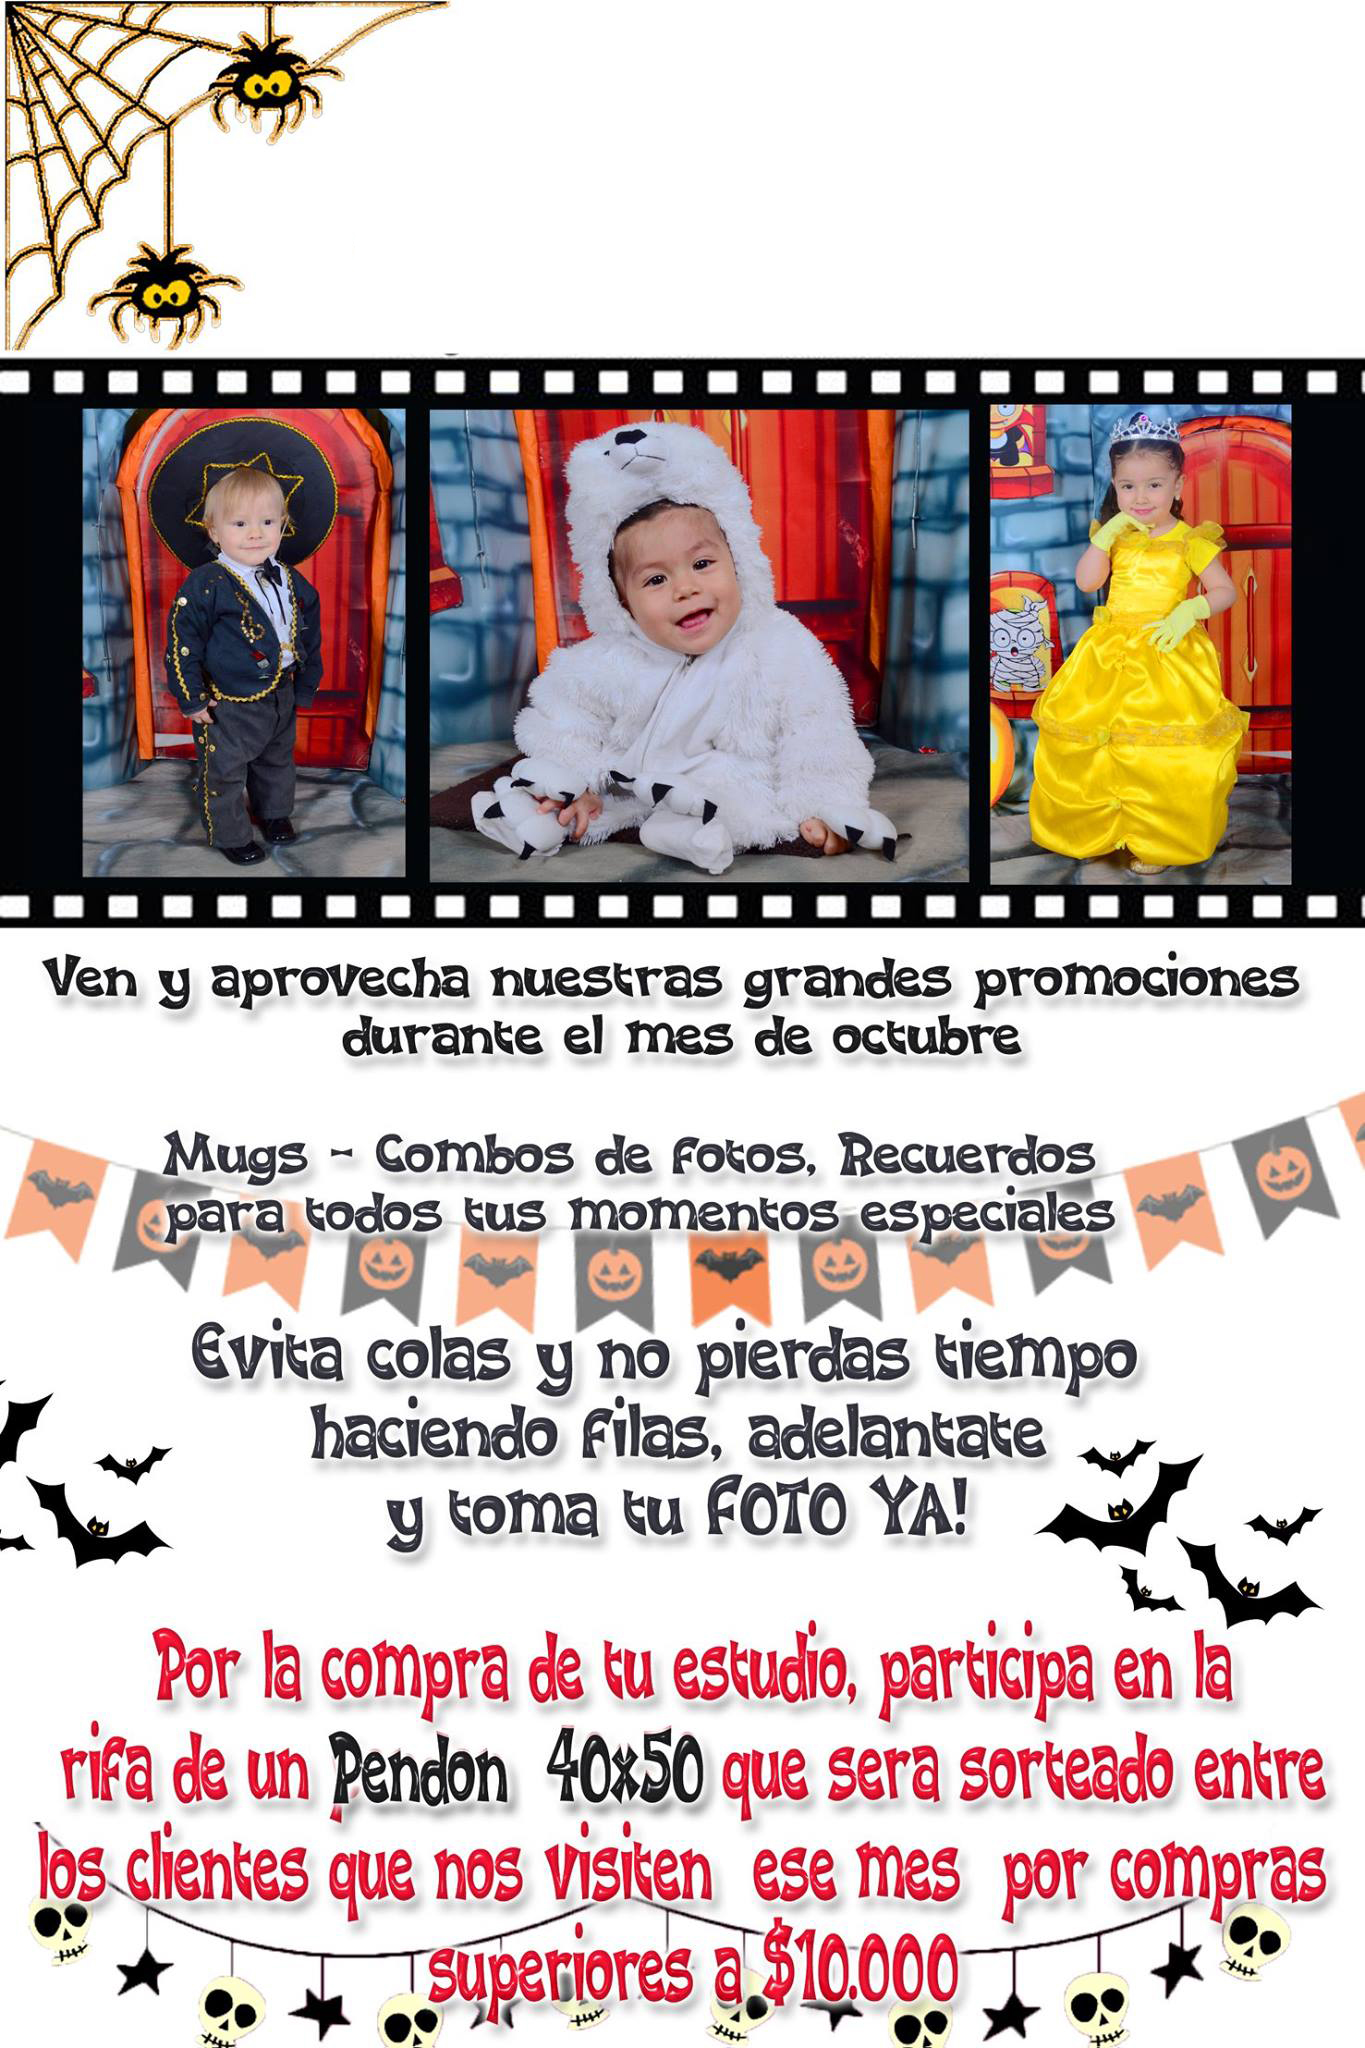 Ven y aprovecha nuestras grandes promociones
durante el mes de octubre
Mugs - Combos de fotos, Recuerdos
para todos tus momentos especiales
Evita colas y no pierdas tiempo
haciendo filas, adelantate
y toma tu FOTO YA!
Por la compra de tu estudio, participa en la
rifa de un Pendon 40x50 que sera sorteado entre
los clientes que nos visiten ese mes por compras
superiores a $10.000